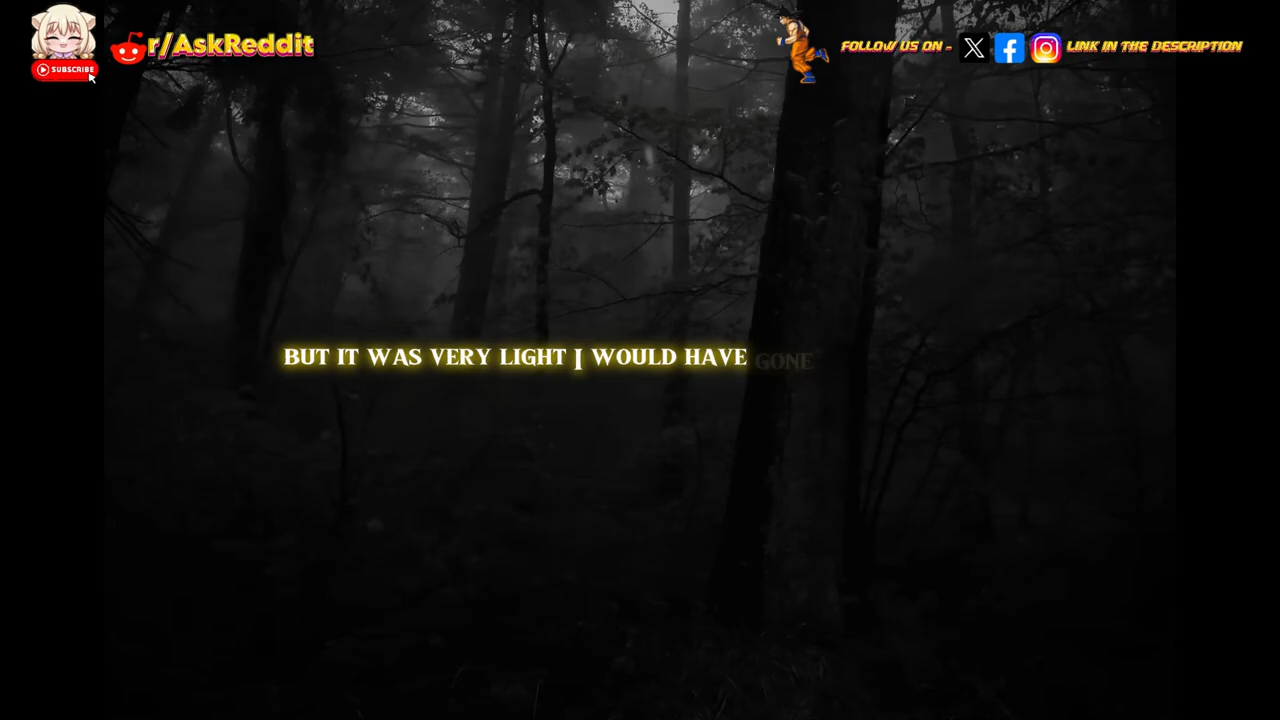 r/AskReddit
SUBSCRIBE
FOLLOW US ON -
LINK IN THE DESCRIPTION
BUT IT WAS VERY LIGHT I WOULD HAVE GONE